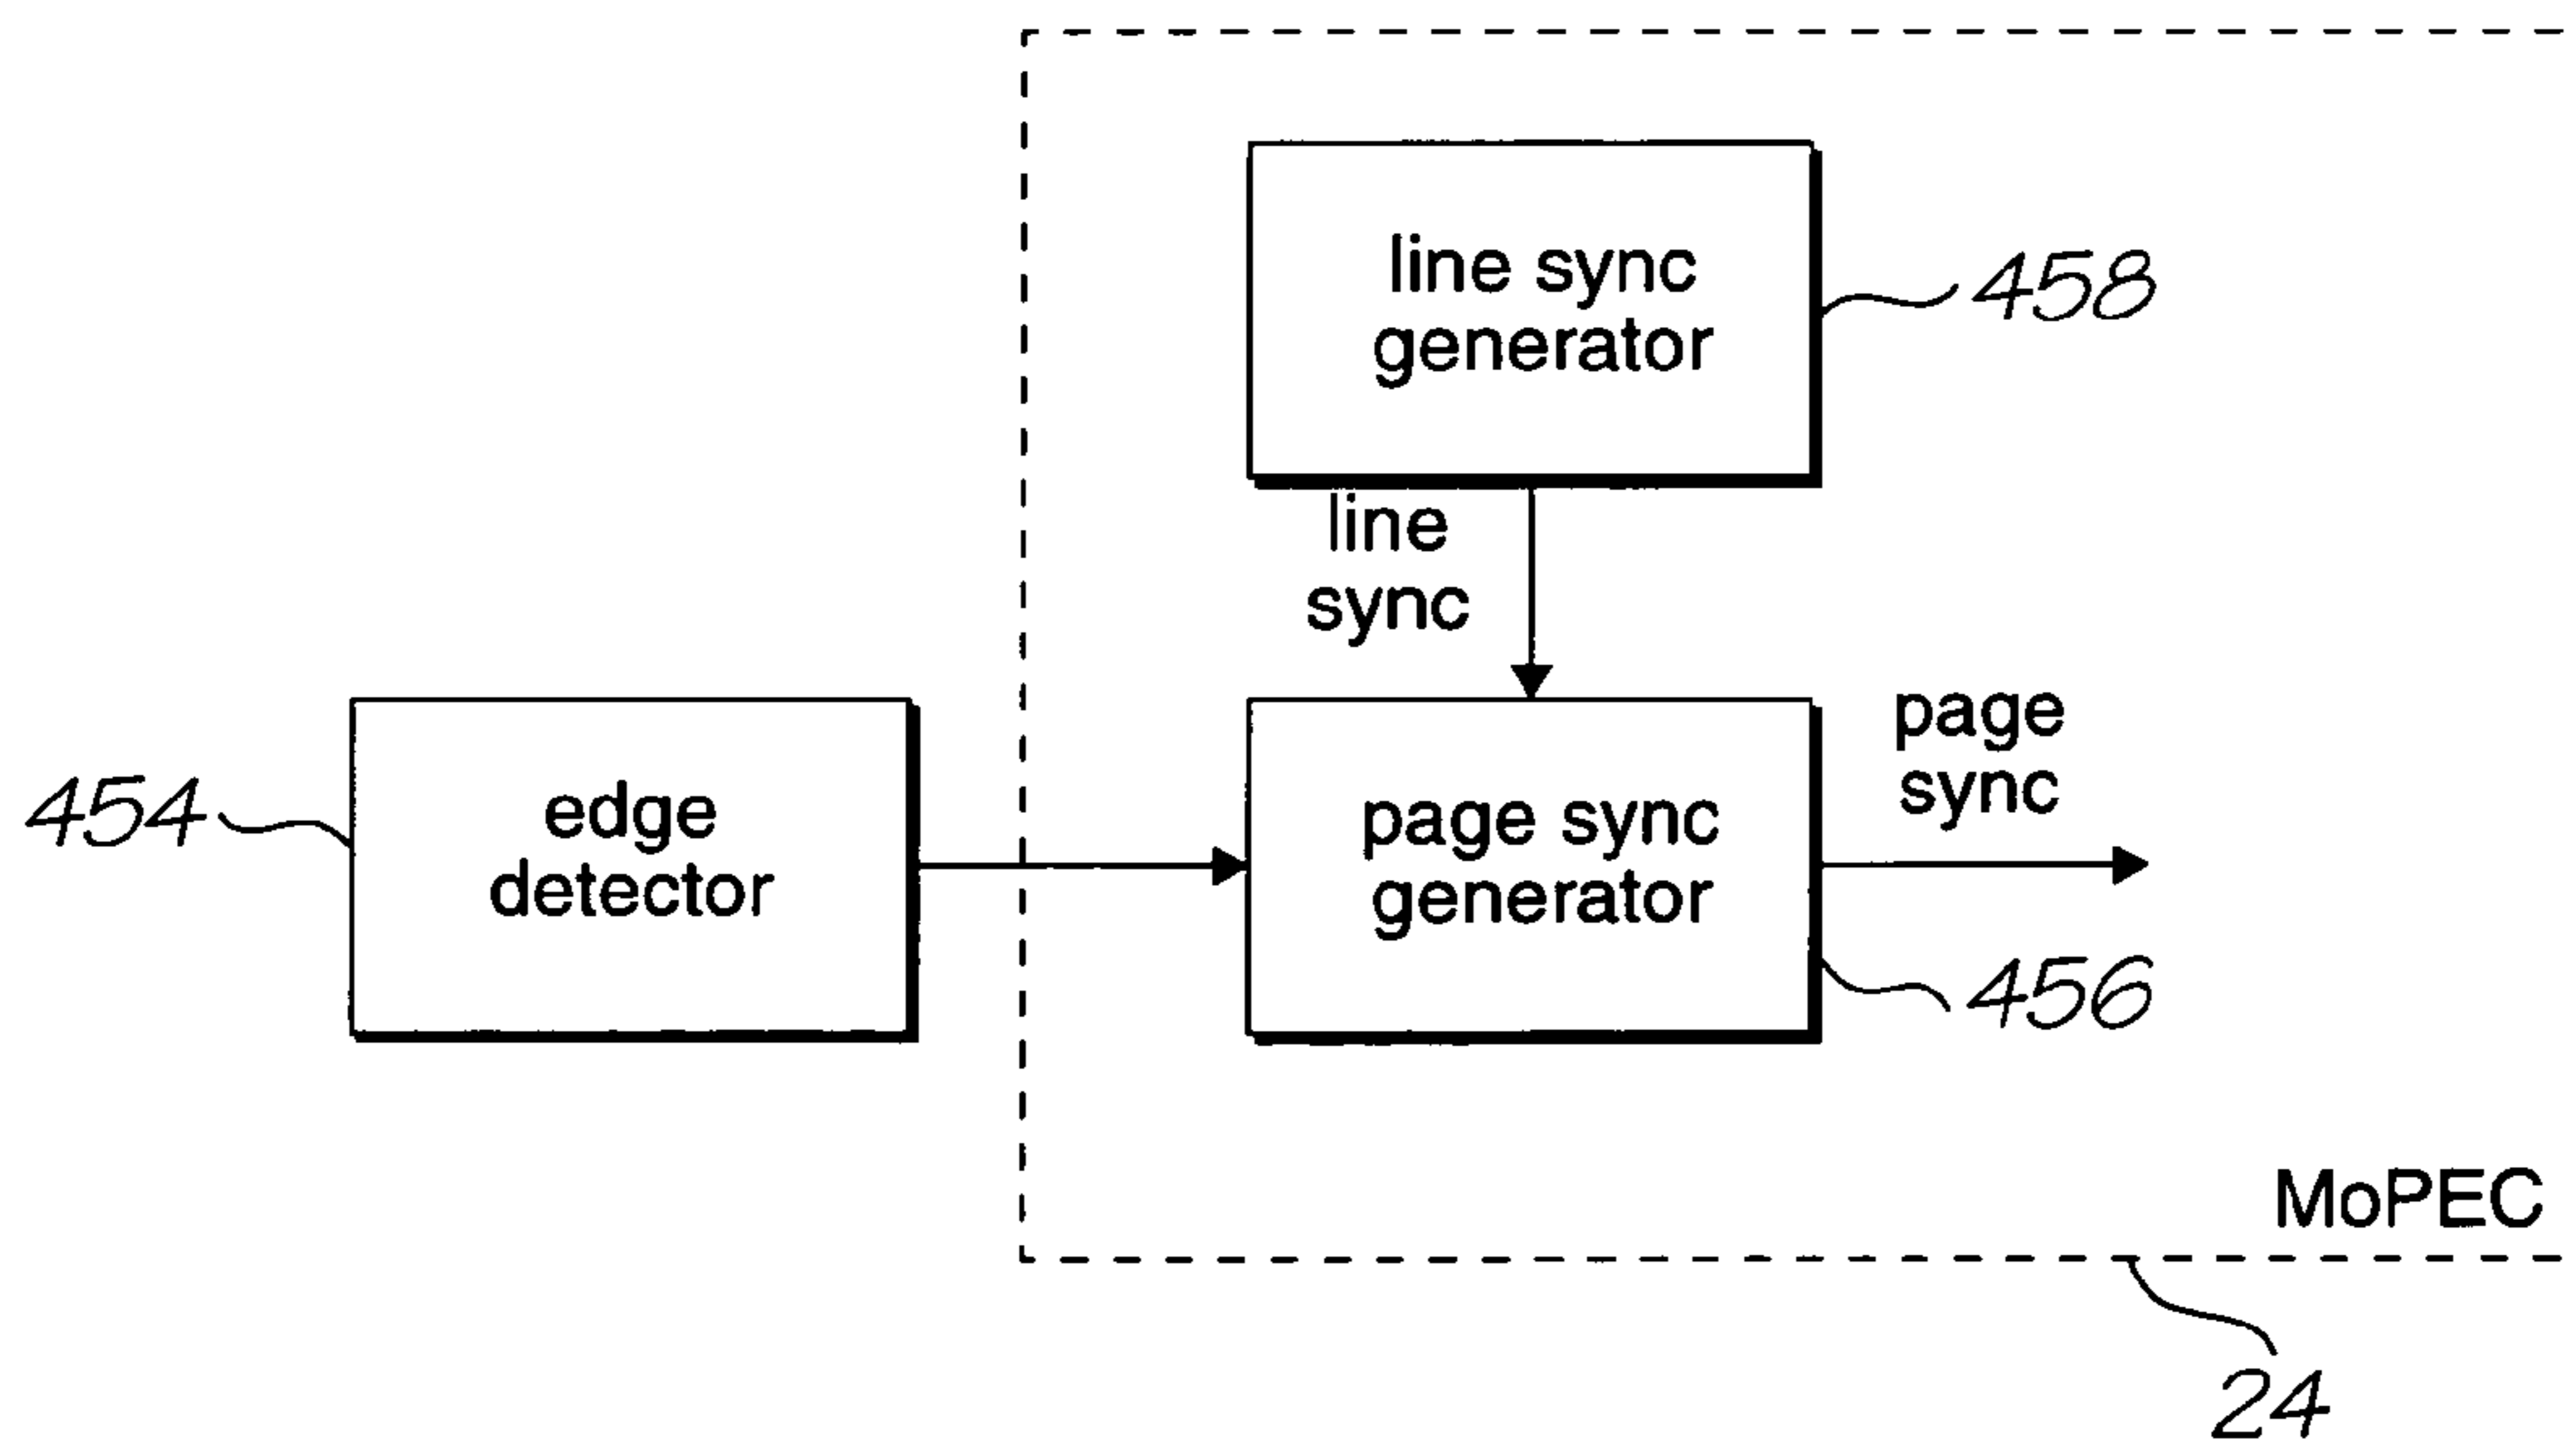 line sync
generator
458
line
sync
454
edge
detector
page sync
generator
page
sync
456
MoPEC
24